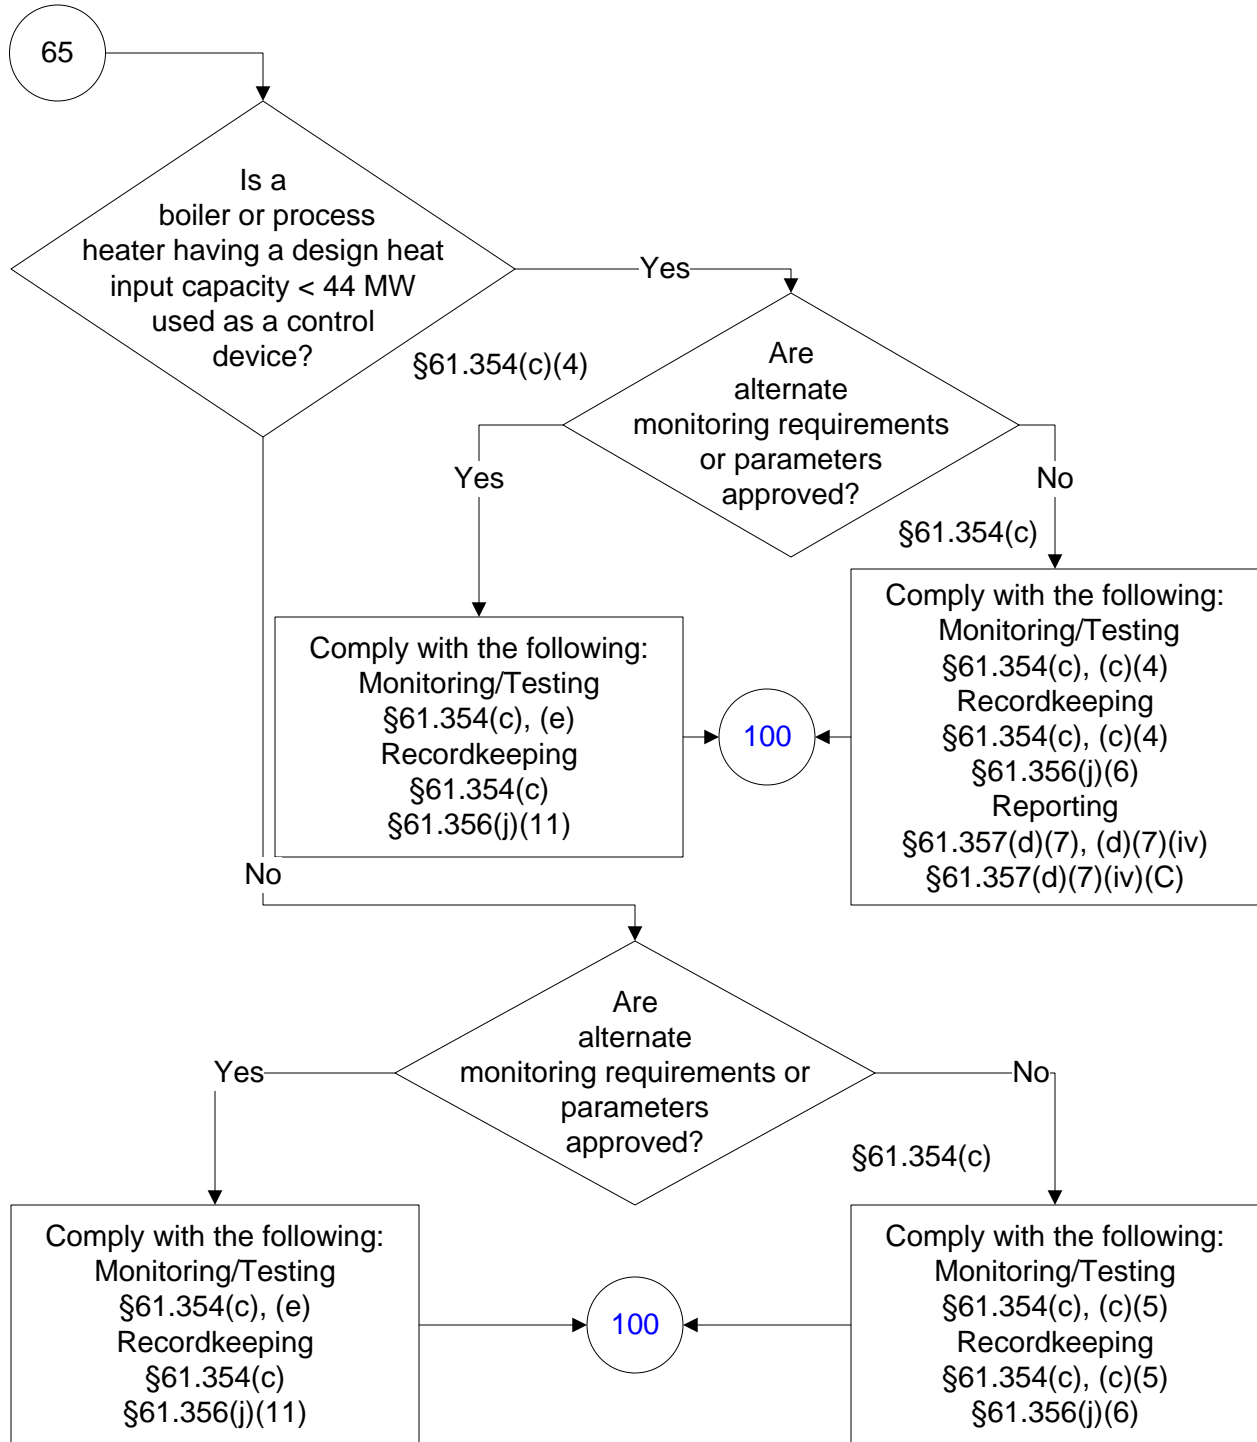 65
Is a
boiler or process
heater having a design heat
input capacity < 44 MW
used as a control
device?
Yes
§61.354(c)(4)
Are
alternate
monitoring requirements
or parameters
approved?
Yes
No
§61.354(c)
Comply with the following:
Monitoring/Testing
§61.354(c), (e)
Recordkeeping
§61.354(c)
§61.356(j)(11)
100
Comply with the following:
Monitoring/Testing
§61.354(c), (c)(4)
Recordkeeping
§61.354(c), (c)(4)
§61.356(j)(6)
Reporting
§61.357(d)(7), (d)(7)(iv)
§61.357(d)(7)(iv)(C)
No
Are
alternate
monitoring requirements or
parameters
approved?
Yes
No
§61.354(c)
Comply with the following:
Monitoring/Testing
§61.354(c), (e)
Recordkeeping
§61.354(c)
§61.356(j)(11)
100
Comply with the following:
Monitoring/Testing
§61.354(c), (c)(5)
Recordkeeping
§61.354(c), (c)(5)
§61.356(j)(6)